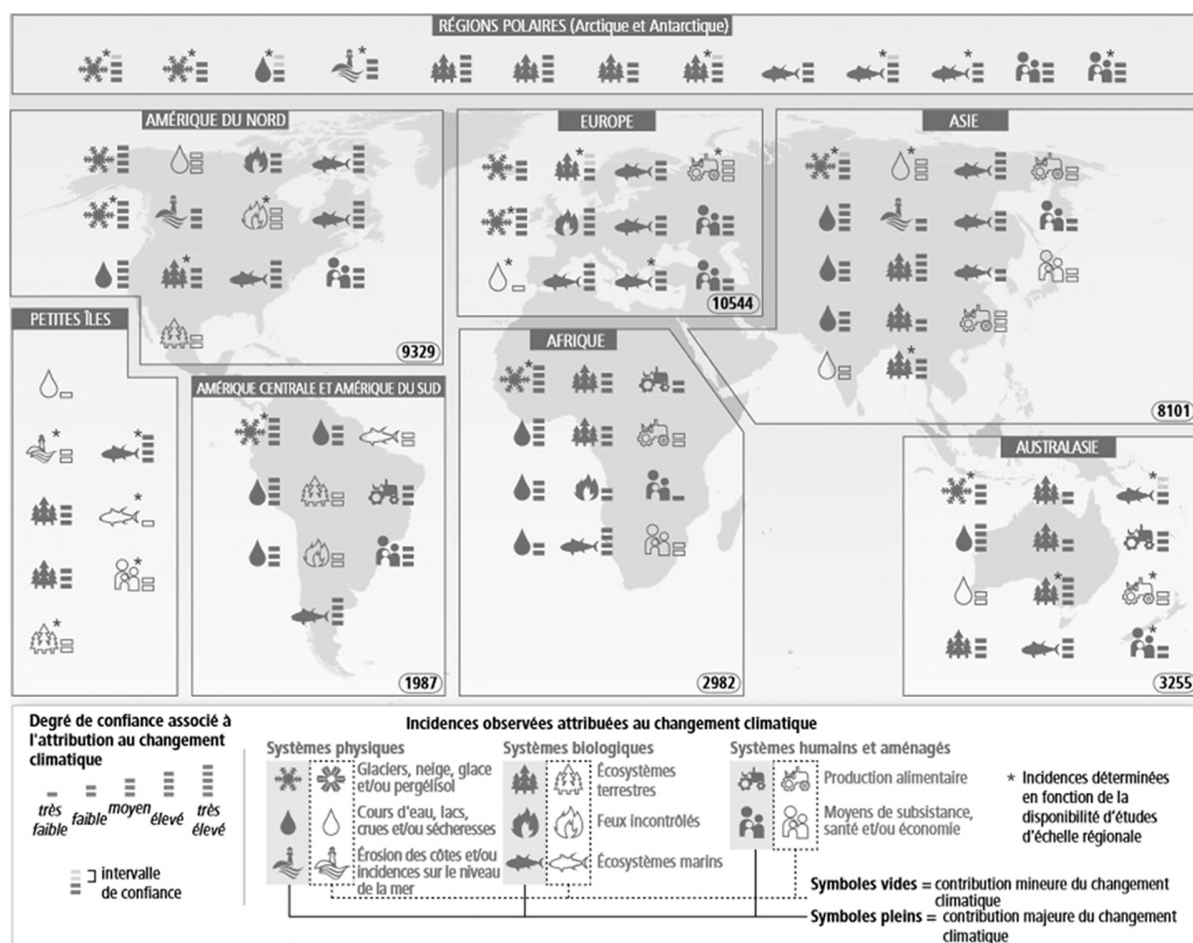 RÉGIONS POLAIRES (Arctique et Antarctique)
AMÉRIQUE DU NORD
EUROPE
ASIE
10544
PETITES ÎLES
9329
AFRIQUE
AMÉRIQUE CENTRALE ET AMÉRIQUE DU SUD
8101
AUSTRALASIE
1987
2982
3255
Degré de confiance associé à
l'attribution au changement
climatique
très
faible
faible
moyen
élevé
très
élevé
intervalle
de confiance
Incidences observées attribuées au changement climatique
Systèmes physiques
Glaciers, neige, glace
et/ou pergélisol
Cours d'eau, lacs,
crues et/ou sécheresses
Érosion des côtes et/ou
incidences sur le niveau
de la mer
Systèmes biologiques
Écosystèmes
terrestres
Feux incontrôlés
Écosystèmes marins
Systèmes humains et aménagés
Production alimentaire
Moyens de subsistance,
santé et/ou économie
* Incidences déterminées
en fonction de la
disponibilité d'études
d'échelle régionale
Symboles vides = contribution mineure du changement
climatique
Symboles pleins = contribution majeure du changement
climatique